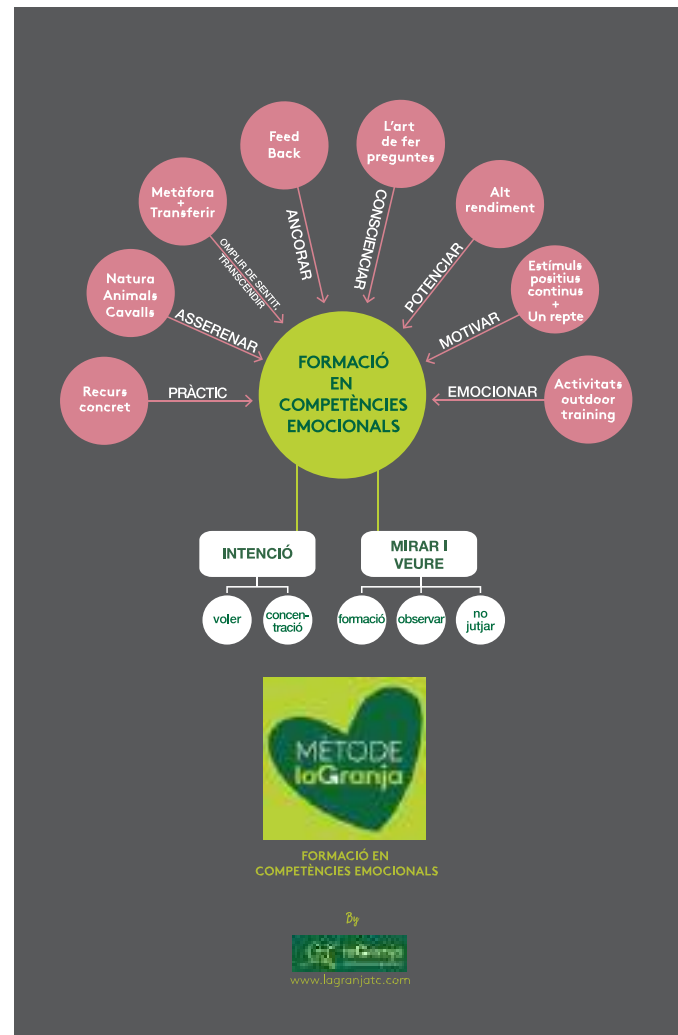 Feed
Back
L'art
de fer
preguntes
Metàfora
+
Transferir
Alt
rendiment
Natura
Animals
Cavalls
Estímuls
positius
continus
+
Un repte
Recurs
concret
Activitats
outdoor
training
PRÀCTIC
ASSERENAR
OMPLIR DE SENTIT,
TRANSCENDIR
ANCORAR
CONSCIENCIAR
POTENCIAR
MOTIVAR
EMOCIONAR
FORMACIÓ
EN
COMPETÈNCIES
EMOCIONALS
INTENCIÓ
MIRAR I
VEURE
voler
concen-
tració
formació
observar
no
jutjar
MÈTODE
laGranja
FORMACIÓ EN
COMPETÈNCIES EMOCIONALS
By
laGranja
www.lagranjatc.com